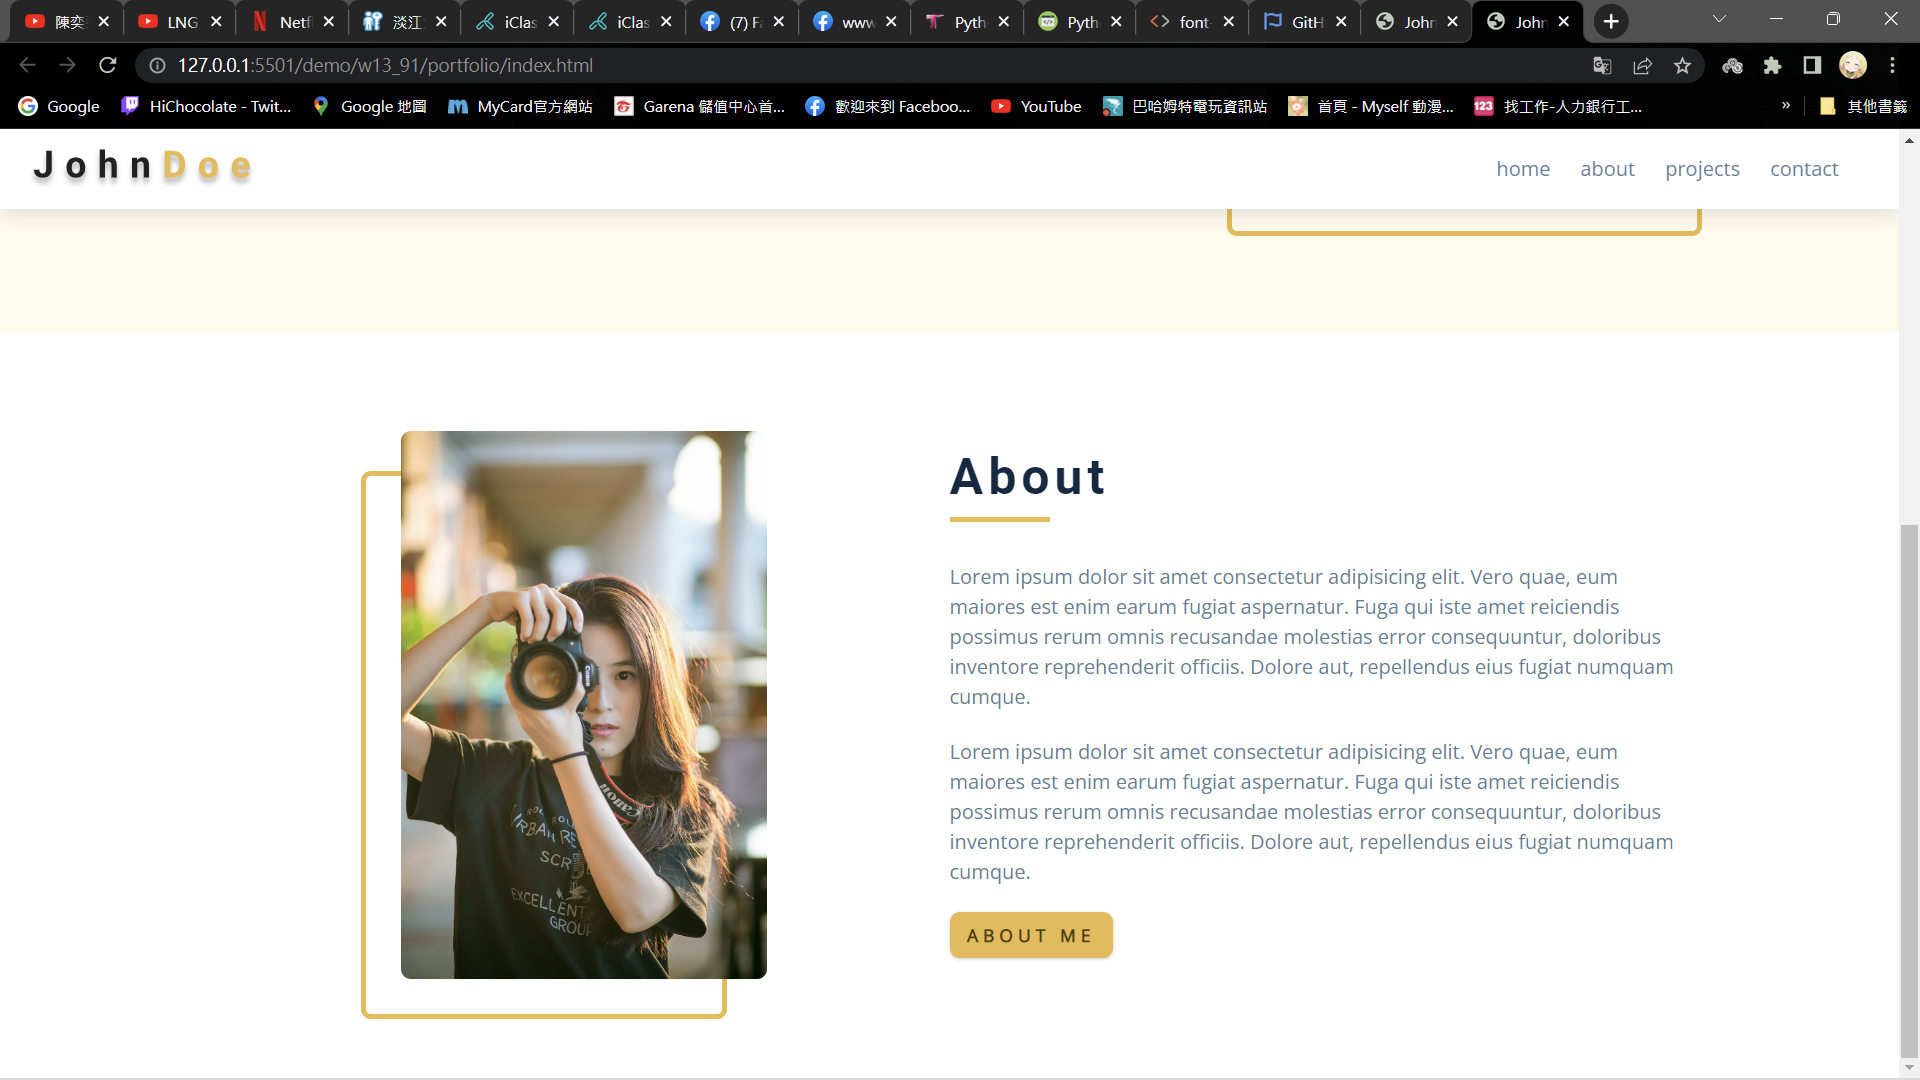 陳奕
LNG
Netfl
淡江
iClas
iClas
(7) Fa
www
Pyth
Pyth
font-
GitH
John
John
127.0.0.1:5501/demo/w13_91/portfolio/index.html
Google
HiChocolate - Twit...
Google 地圖
MyCard官方網站
Garena 儲值中心首...
歡迎來到 Faceboo...
YouTube
巴哈姆特電玩資訊站
首頁 - Myself 動漫...
123
找工作-人力銀行工...
»
其他書籤
JohnDoe
home
about
projects
contact
About
Lorem ipsum dolor sit amet consectetur adipisicing elit. Vero quae, eum
maiores est enim earum fugiat aspernatur. Fuga qui iste amet reiciendis
possimus rerum omnis recusandae molestias error consequuntur, doloribus
inventore reprehenderit officiis. Dolore aut, repellendus eius fugiat numquam
cumque.
Lorem ipsum dolor sit amet consectetur adipisicing elit. Vero quae, eum
maiores est enim earum fugiat aspernatur. Fuga qui iste amet reiciendis
possimus rerum omnis recusandae molestias error consequuntur, doloribus
inventore reprehenderit officiis. Dolore aut, repellendus eius fugiat numquam
cumque.
ABOUT ME
Canon
EXCELLENT
GROUP